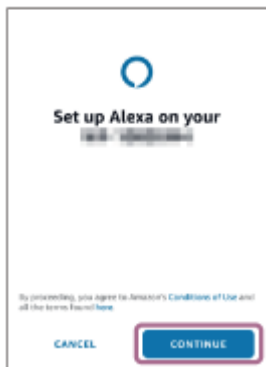 Set up Alexa on your
By proceeding, you agree to Amazon's Conditions of Use and
all the terms found here.
CANCEL
CONTINUE